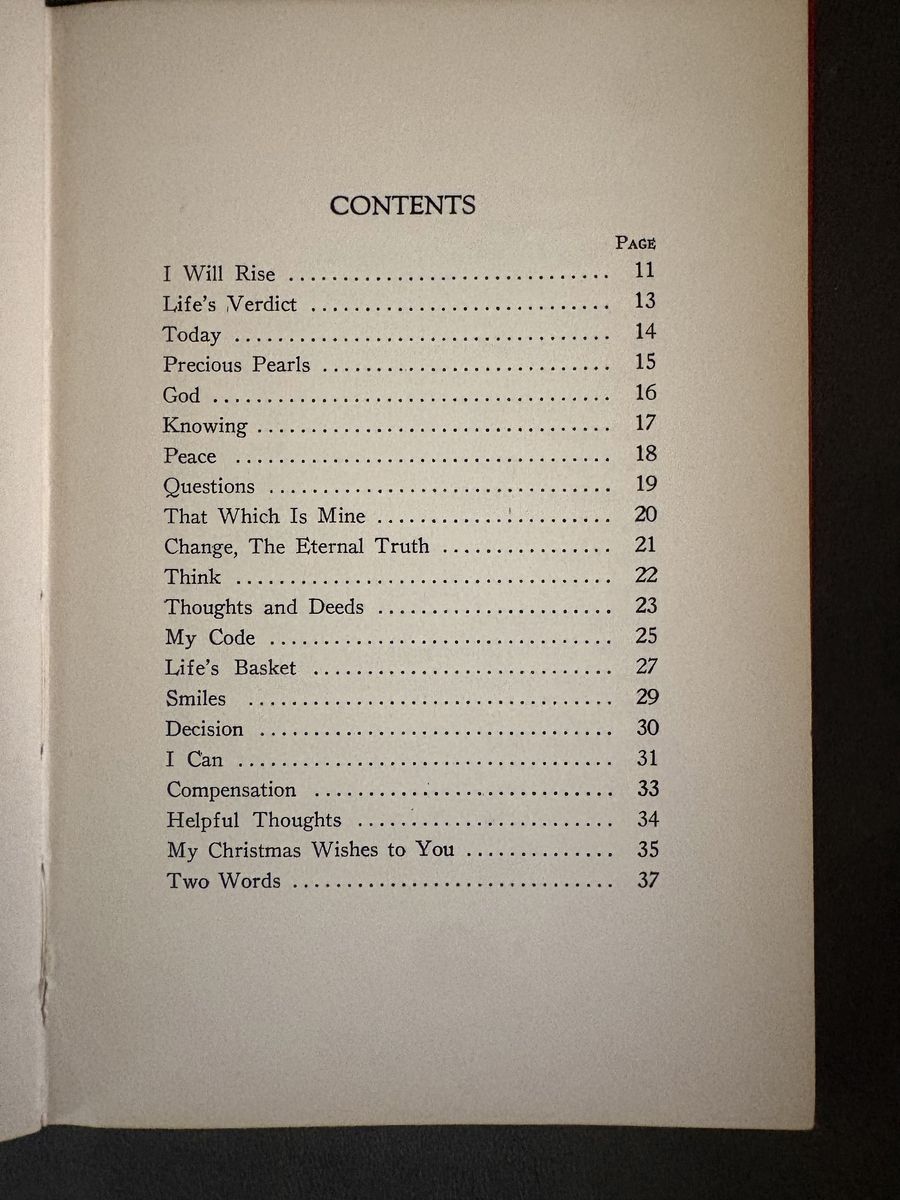 CONTENTS
PAGE
I Will Rise .............................. 11
Life's Verdict ............................ 13
Today ................................... 14
Precious Pearls ........................... 15
God ..................................... 16
Knowing ................................. 17
Peace ................................... 18
Questions ................................ 19
That Which Is Mine ...................... 20
Change, The Eternal Truth ................ 21
Think ................................... 22
Thoughts and Deeds ...................... 23
My Code ................................ 25
Life's Basket ............................ 27
Smiles .................................. 29
Decision ................................. 30
I Can ................................... 31
Compensation ............................ 33
Helpful Thoughts ........................ 34
My Christmas Wishes to You .............. 35
Two Words .............................. 37